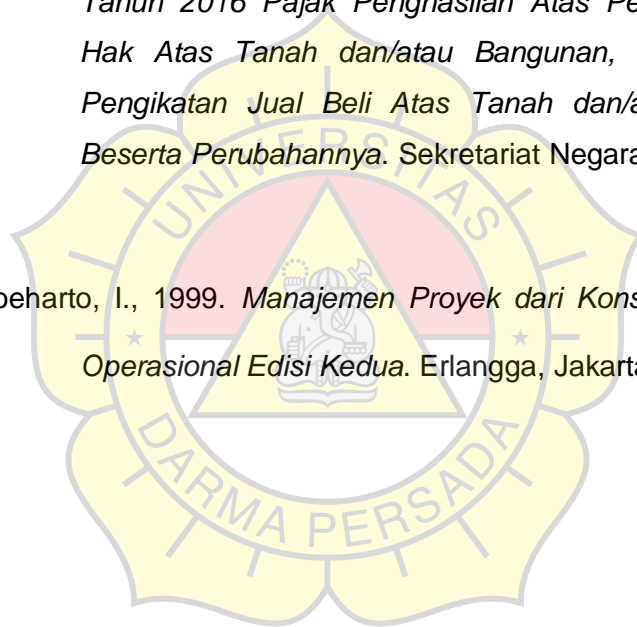 Tahun 2016 Pajak Penghasilan Atas Pe
Hak Atas Tanah dan/atau Bangunan,
Pengikatan Jual Beli Atas Tanah dan/a
Beserta Perubahannya. Sekretariat Negara
oeharto, I., 1999. Manajemen Proyek dari Kons
Operasional Edisi Kedua. Erlangga, Jakarta
UNIVERSITAS
DARMA PERSADA